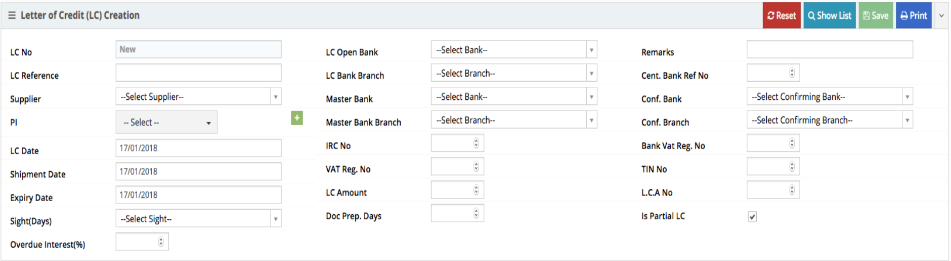 Letter of Credit (LC) Creation
Reset
Show List
Save
Print
LC No
New
LC Reference
Supplier
--Select Supplier--
PI
-- Select --
+
LC Date
17/01/2018
Shipment Date
17/01/2018
Expiry Date
17/01/2018
Sight(Days)
--Select Sight--
Overdue Interest(%)
LC Open Bank
--Select Bank--
LC Bank Branch
--Select Branch--
Master Bank
--Select Bank--
Master Bank Branch
--Select Branch--
IRC No
VAT Reg. No
LC Amount
Doc Prep. Days
Remarks
Cent. Bank Ref No
Conf. Bank
--Select Confirming Bank--
Conf. Branch
--Select Confirming Branch--
Bank Vat Reg. No
TIN No
L.C.A No
Is Partial LC